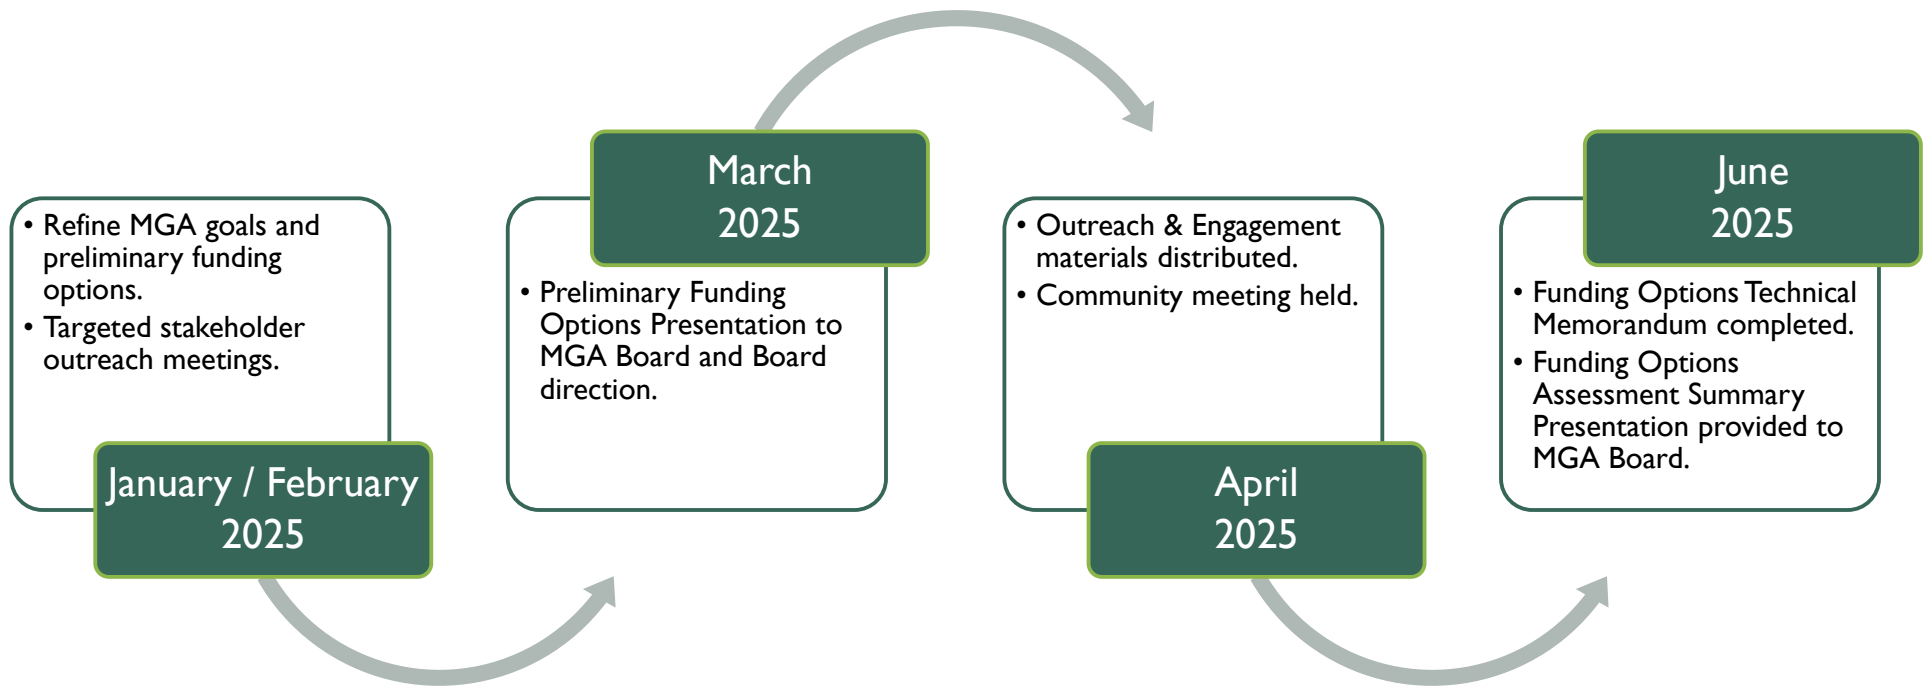 • Refine MGA goals and
preliminary funding
options.
• Targeted stakeholder
outreach meetings.
January / February
2025
March
2025
• Preliminary Funding
Options Presentation to
MGA Board and Board
direction.
• Outreach & Engagement
materials distributed.
• Community meeting held.
April
2025
June
2025
• Funding Options Technical
Memorandum completed.
• Funding Options
Assessment Summary
Presentation provided to
MGA Board.